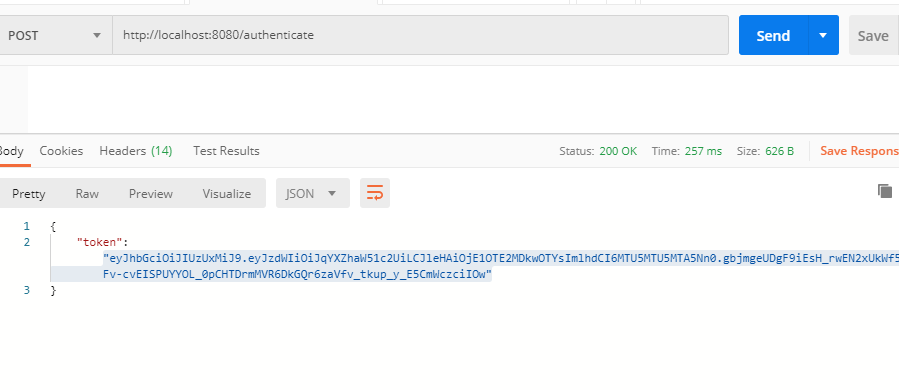 POST http://localhost:8080/authenticate Send Save
Body Cookies Headers (14) Test Results Status: 200 OK Time: 257 ms Size: 626 B Save Respons
Pretty Raw Preview Visualize JSON
1 {
2 "token":
"eyJhbGciOiJIUzUxMiJ9.eyJzdWIiOiJqYXZhaW51c2UiLCJleHAiOjE1OTE2MDkwOTYsImlhdCI6MTU5MTU5MTA5Nn0.gbjmgeUDgF9iEsH_rwEN2xUkWf5
Fv-cvEISPUYYOL_0pCHTDrmMVR6DkGQr6zaVfv_tkup_y_E5CmWczciIOw"
3 }